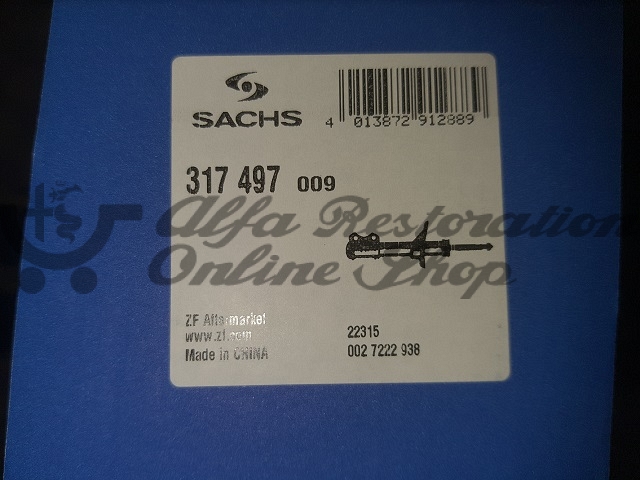 SACHS
4 013872 912889
317 497 009
Alfa Restoration
Online Shop
ZF Aftermarket
www.zf.com
Made in CHINA
22315
002 7222 938